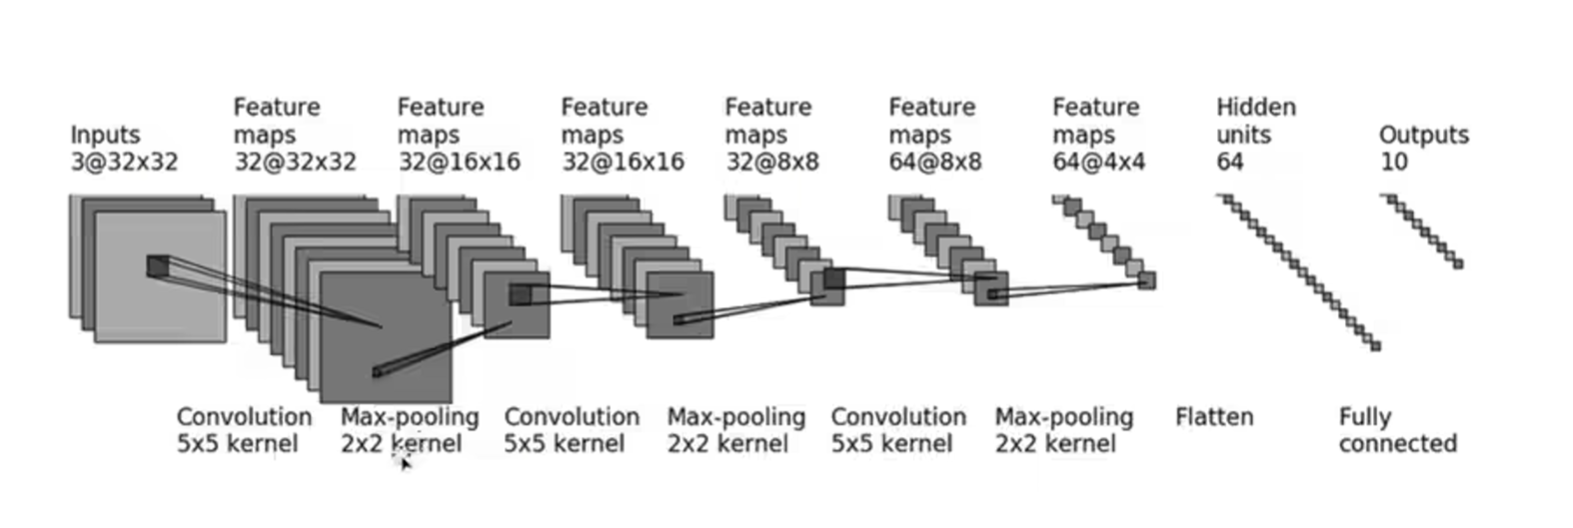 Inputs
3@32x32
Feature
maps
32@32x32
Feature
maps
32@16x16
Feature
maps
32@16x16
Feature
maps
32@8x8
Feature
maps
64@8x8
Feature
maps
64@4x4
Hidden
units
64
Outputs
10
Convolution
5x5 kernel
Max-pooling
2x2 kernel
Convolution
5x5 kernel
Max-pooling
2x2 kernel
Convolution
5x5 kernel
Max-pooling
2x2 kernel
Flatten
Fully
connected